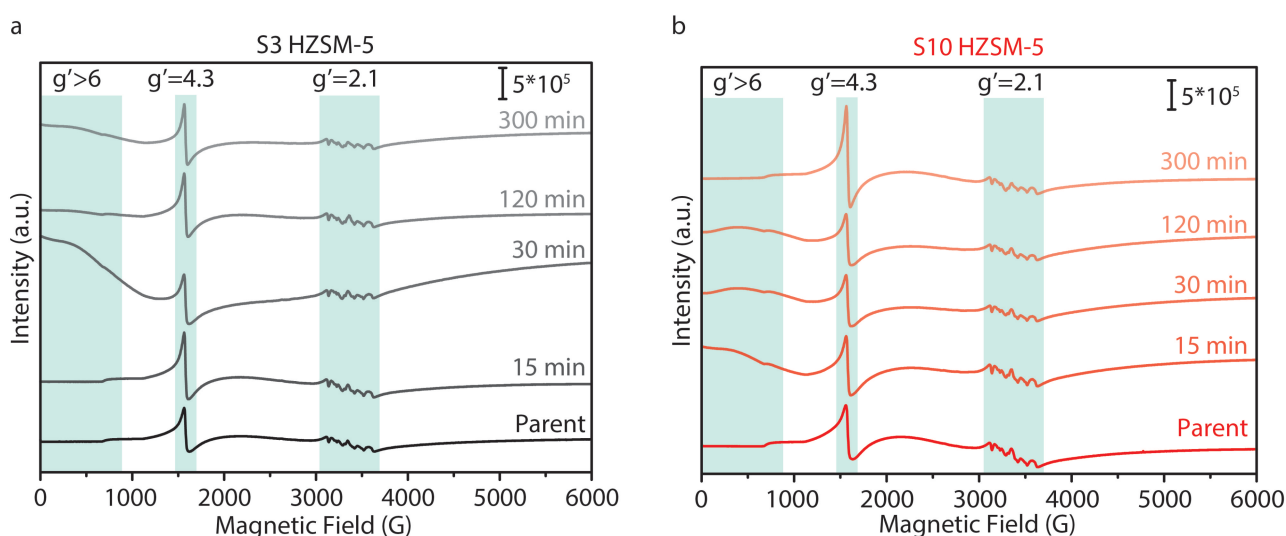 a
S3 HZSM-5
g'>6
g'=4.3
g'=2.1
5*10⁵
300 min
120 min
30 min
15 min
Parent
Intensity (a.u.)
0 1000 2000 3000 4000 5000 6000
Magnetic Field (G)
b
S10 HZSM-5
g'>6
g'=4.3
g'=2.1
5*10⁵
300 min
120 min
30 min
15 min
Parent
Intensity (a.u.)
0 1000 2000 3000 4000 5000 6000
Magnetic Field (G)